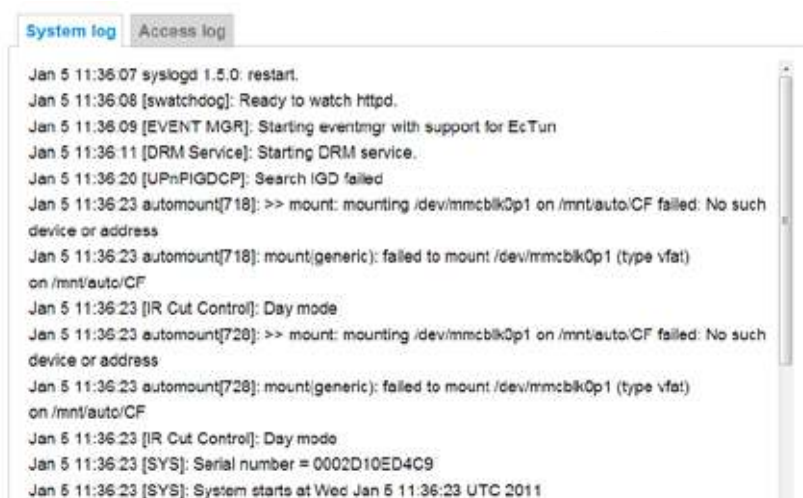 System log Access log
Jan 5 11:36:07 syslogd 1.5.0: restart.
Jan 5 11:36:08 [swatchdog]: Ready to watch httpd.
Jan 5 11:36:09 [EVENT MGR]: Starting eventmgr with support for EcTun
Jan 5 11:36:11 [DRM Service]: Starting DRM service.
Jan 5 11:36:20 [UPnPIGDCP]: Search IGD failed
Jan 5 11:36:23 automount[718]: >> mount: mounting /dev/mmcblk0p1 on /mnt/auto/CF failed: No such
device or address
Jan 5 11:36:23 automount[718]: mount(generic): failed to mount /dev/mmcblk0p1 (type vfat)
on /mnt/auto/CF
Jan 5 11:36:23 [IR Cut Control]: Day mode
Jan 5 11:36:23 automount[728]: >> mount: mounting /dev/mmcblk0p1 on /mnt/auto/CF failed: No such
device or address
Jan 5 11:36:23 automount[728]: mount(generic): failed to mount /dev/mmcblk0p1 (type vfat)
on /mnt/auto/CF
Jan 5 11:36:23 [IR Cut Control]: Day mode
Jan 5 11:36:23 [SYS]: Serial number = 0002D10ED4C9
Jan 5 11:36:23 [SYS]: System starts at Wed Jan 5 11:36:23 UTC 2011